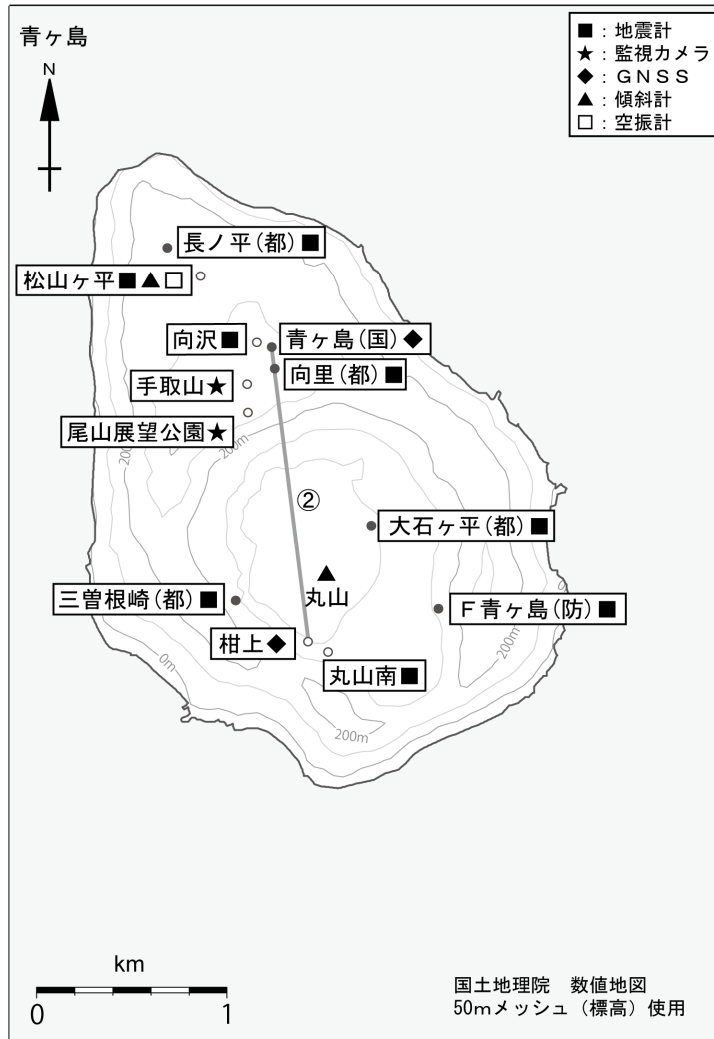 青ヶ島
N
■：地震計
★：監視カメラ
◆：ＧＮＳＳ
▲：傾斜計
□：空振計
長ノ平(都)■
松山ヶ平■▲□
向沢■
青ヶ島(国)◆
向里(都)■
手取山★
尾山展望公園★
200m
200m
②
大石ヶ平(都)■
丸山
三曽根崎(都)■
Ｆ青ヶ島(防)■
200m
0m
柑上◆
丸山南■
200m
km
0 1
国土地理院　数値地図
50mメッシュ（標高）使用